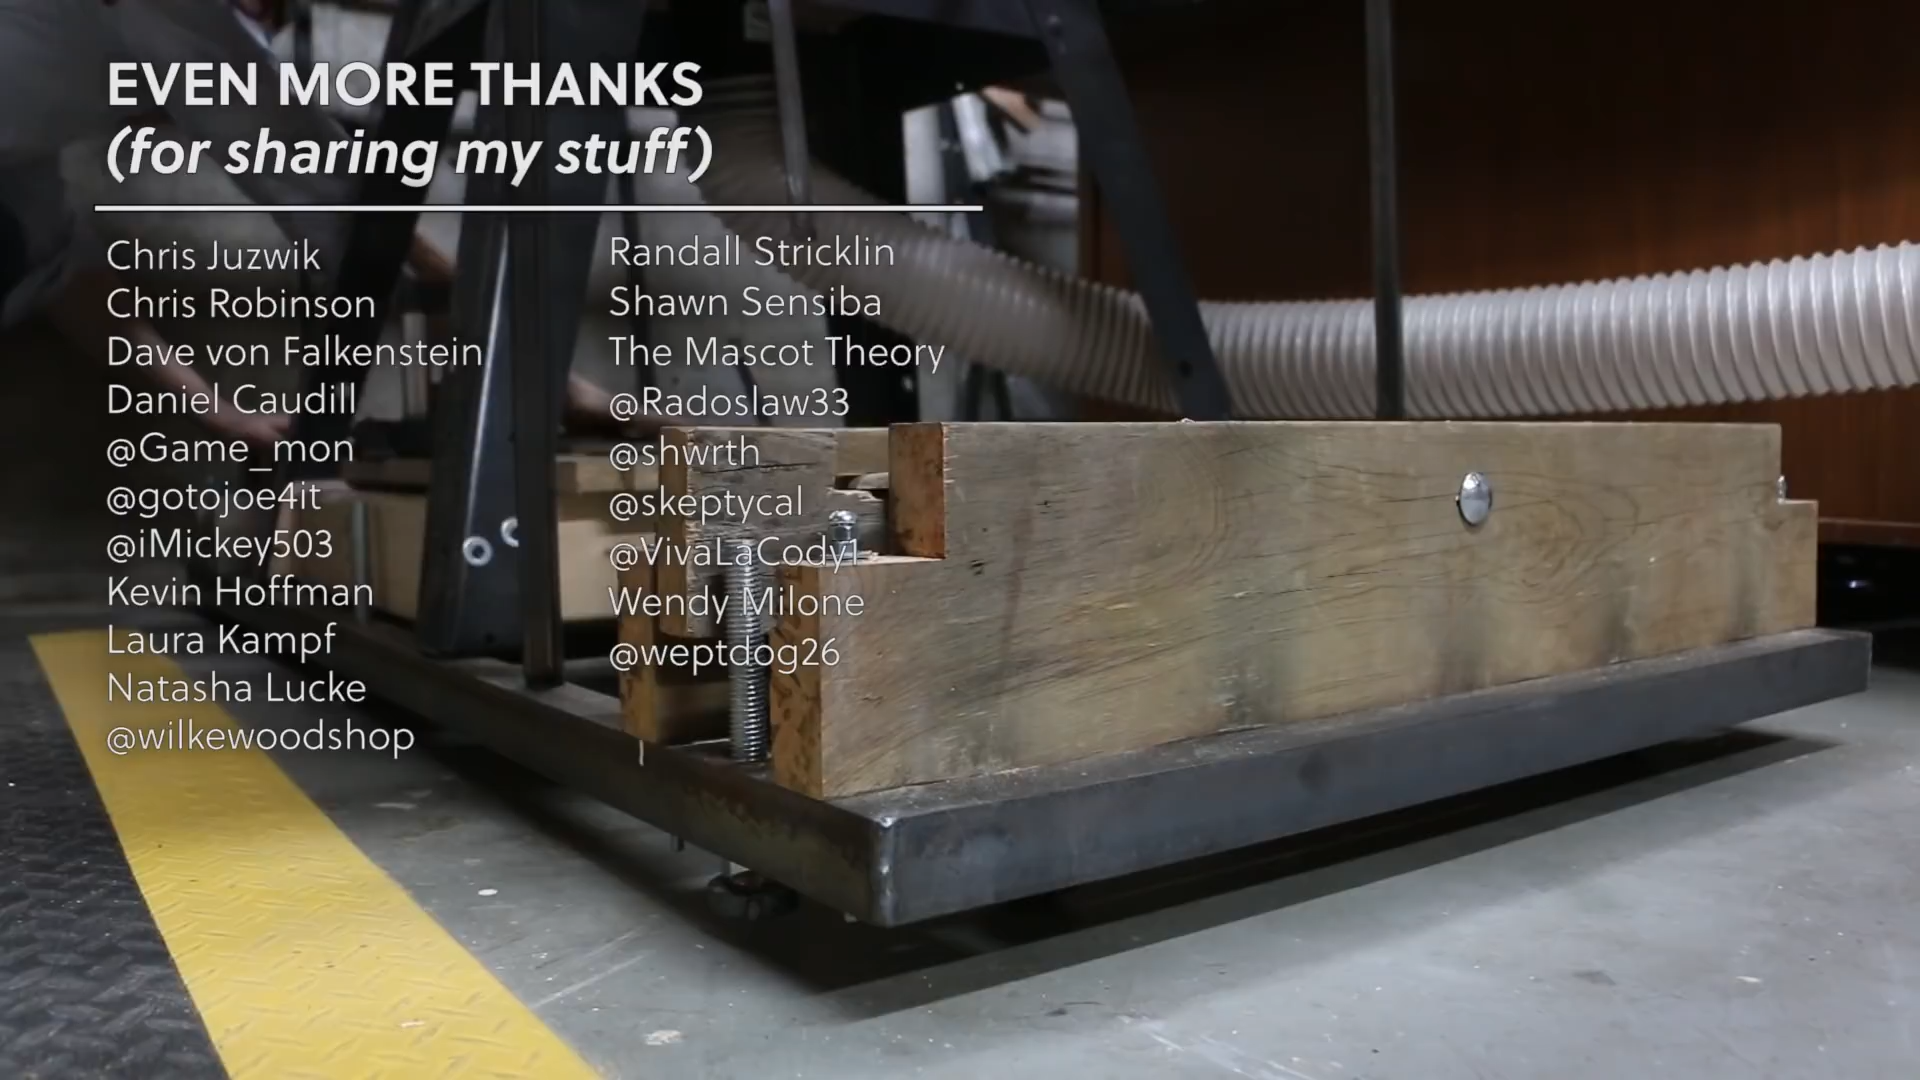 EVEN MORE THANKS
(for sharing my stuff)
Chris Juzwik
Chris Robinson
Dave von Falkenstein
Daniel Caudill
@Game_mon
@gotojoe4it
@iMickey503
Kevin Hoffman
Laura Kampf
Natasha Lucke
@wilkewoodshop
Randall Stricklin
Shawn Sensiba
The Mascot Theory
@Radoslaw33
@shwrth
@skeptycal
@VivaLaCody1
Wendy Milone
@weptdog26